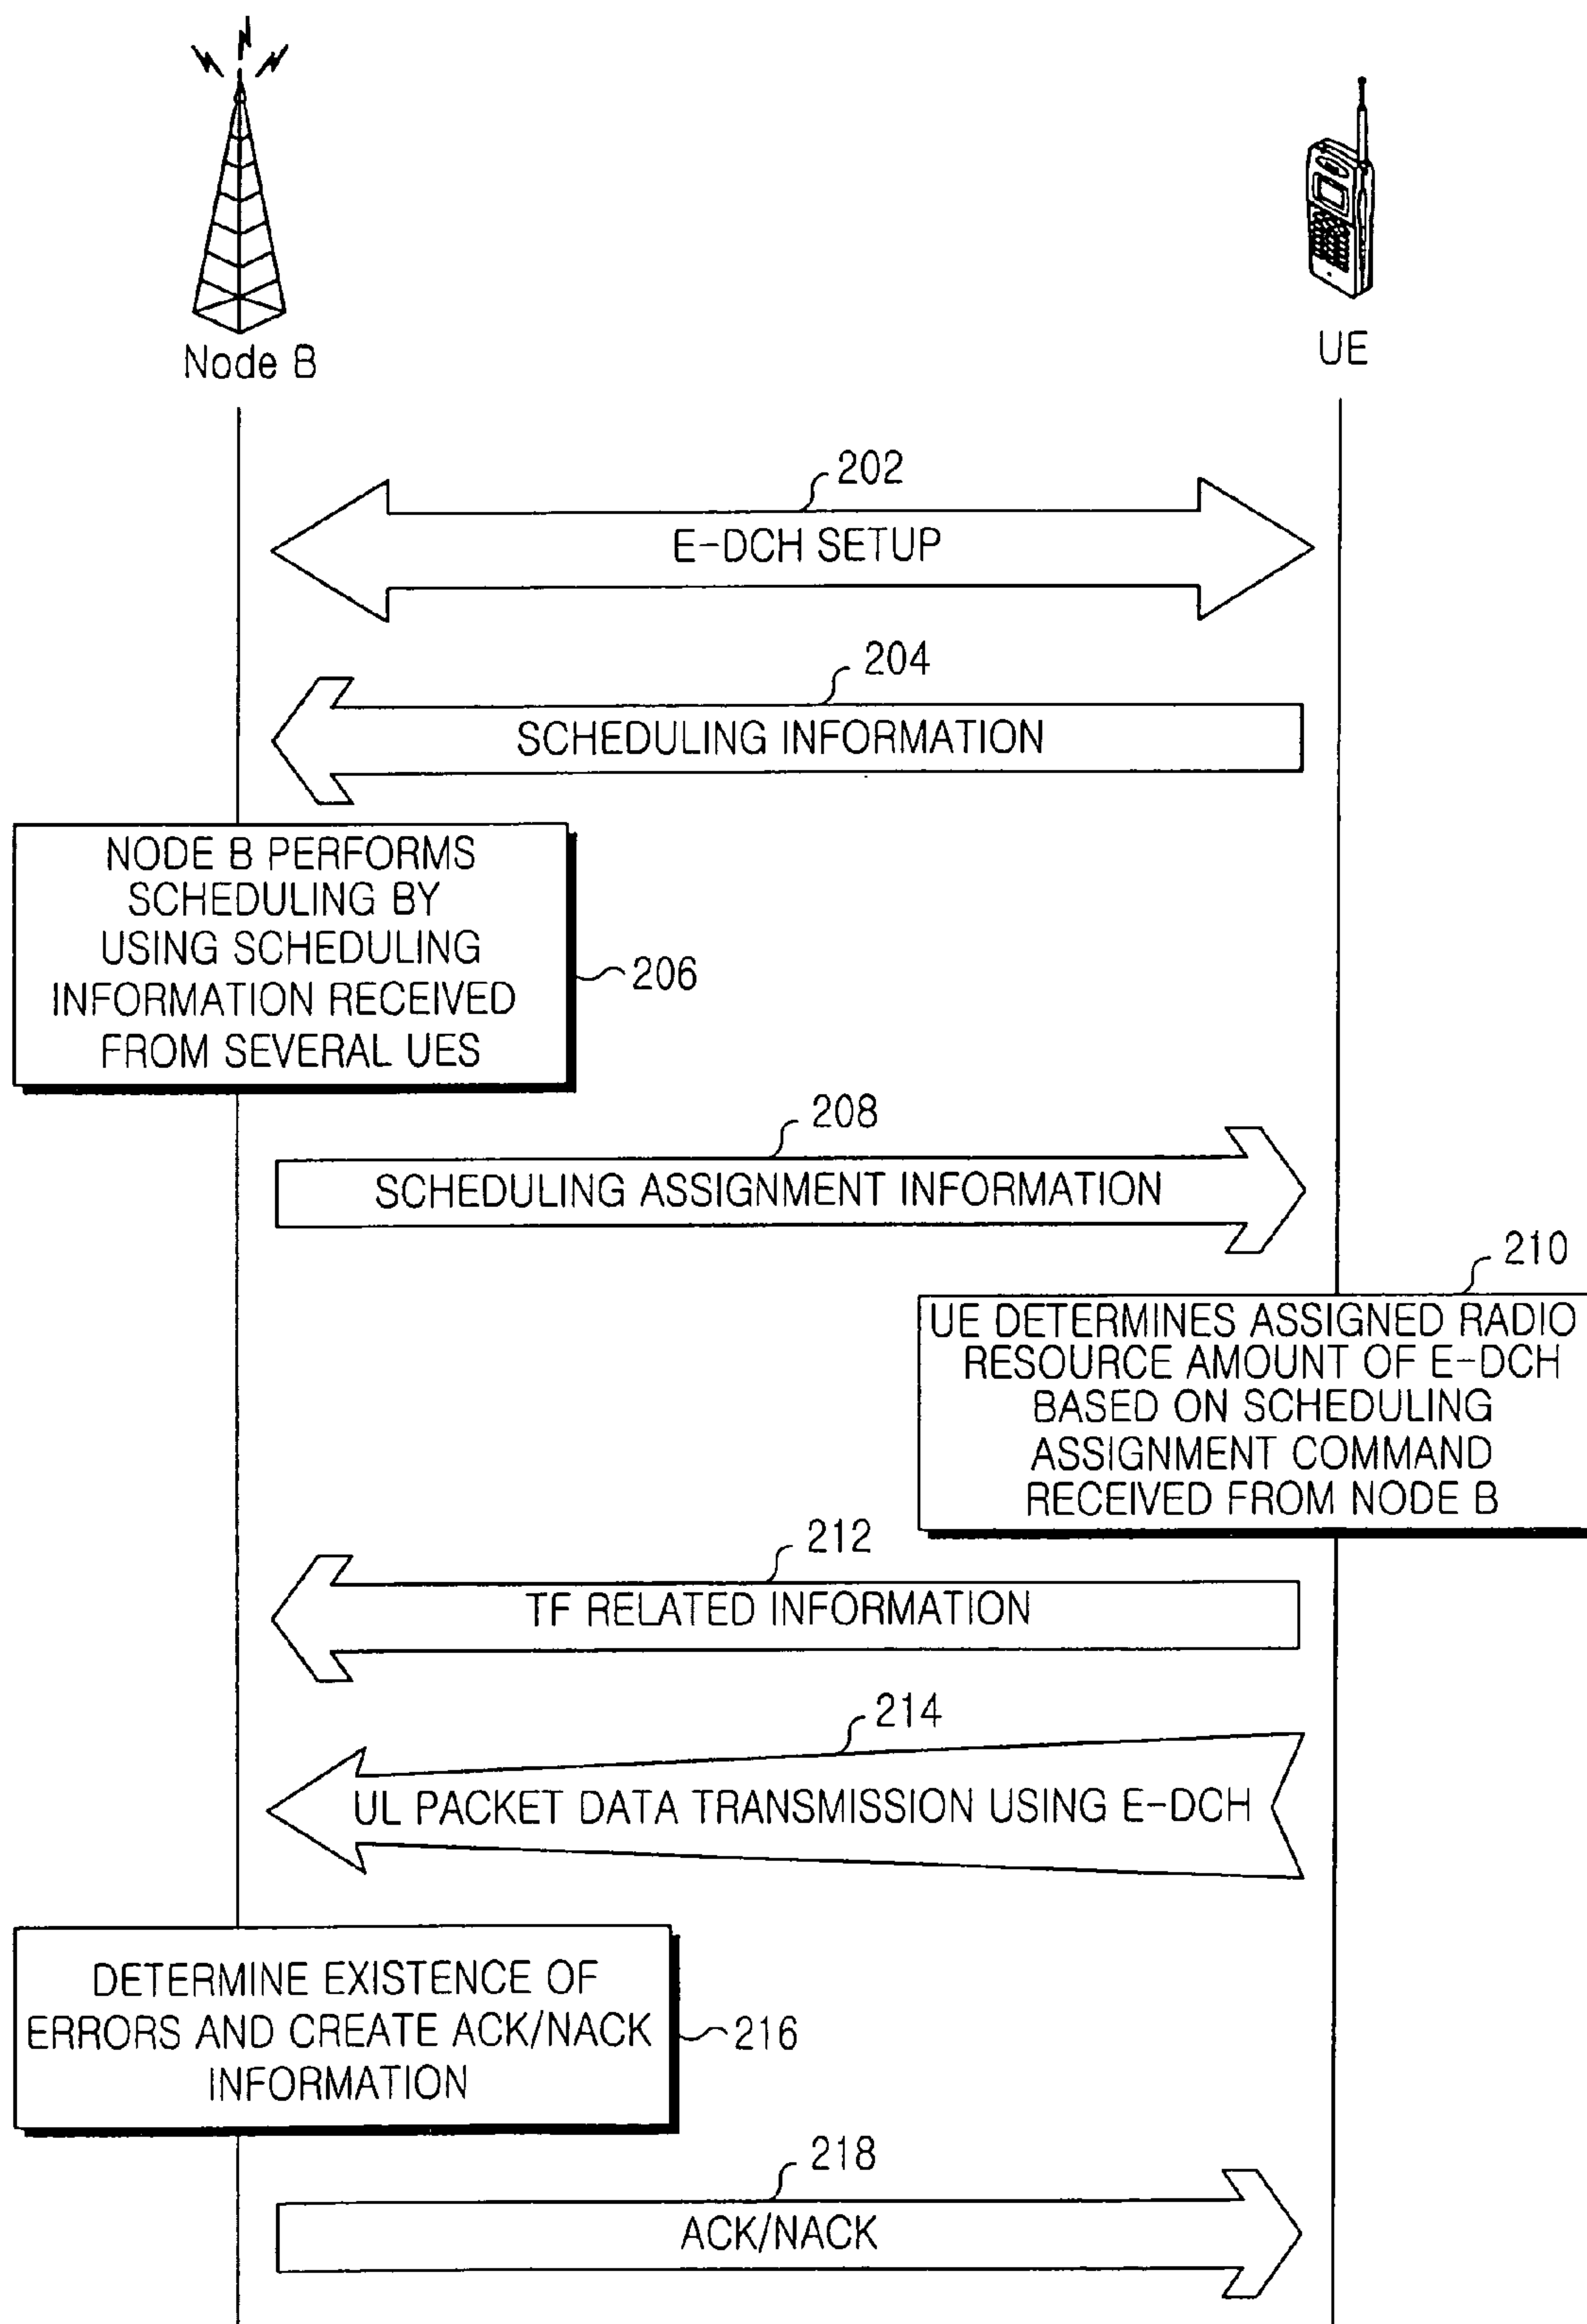 Node B
UE
202
E-DCH SETUP
204
SCHEDULING INFORMATION
NODE B PERFORMS
SCHEDULING BY
USING SCHEDULING
INFORMATION RECEIVED
FROM SEVERAL UES
206
208
SCHEDULING ASSIGNMENT INFORMATION
210
UE DETERMINES ASSIGNED RADIO
RESOURCE AMOUNT OF E-DCH
BASED ON SCHEDULING
ASSIGNMENT COMMAND
RECEIVED FROM NODE B
212
TF RELATED INFORMATION
214
UL PACKET DATA TRANSMISSION USING E-DCH
DETERMINE EXISTENCE OF
ERRORS AND CREATE ACK/NACK
INFORMATION
216
218
ACK/NACK